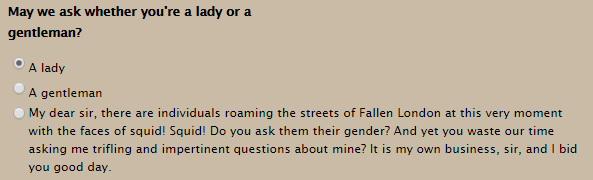 May we ask whether you're a lady or a
gentleman?
A lady
A gentleman
My dear sir, there are individuals roaming the streets of Fallen London at this very moment
with the faces of squid! Squid! Do you ask them their gender? And yet you waste our time
asking me trifling and impertinent questions about mine? It is my own business, sir, and I bid
you good day.